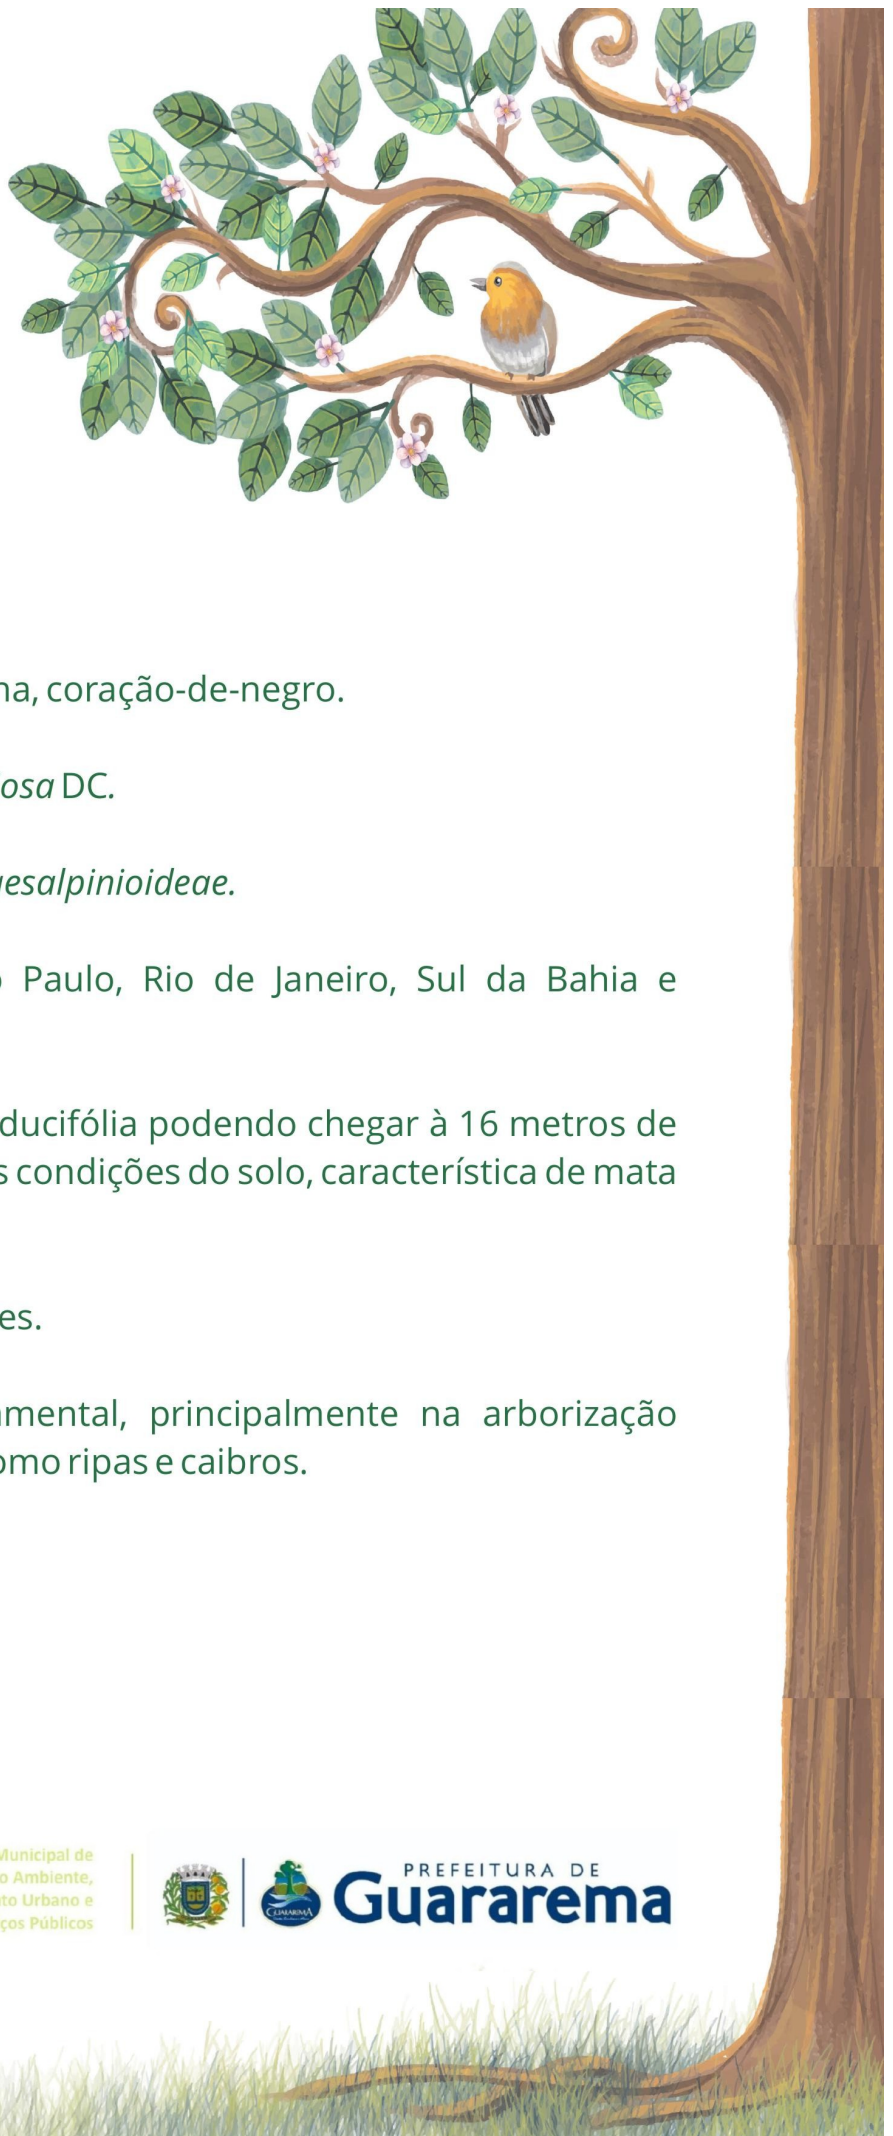 na, coração-de-negro.
osa DC.
aesalpinioideae.
o Paulo, Rio de Janeiro, Sul da Bahia e
ducifólia podendo chegar à 16 metros de
s condições do solo, característica de mata
es.
amental, principalmente na arborização
omo ripas e caibros.
Municipal de
o Ambiente,
to Urbano e
ços Públicos
GUARAREMA
PREFEITURA DE
Guararema